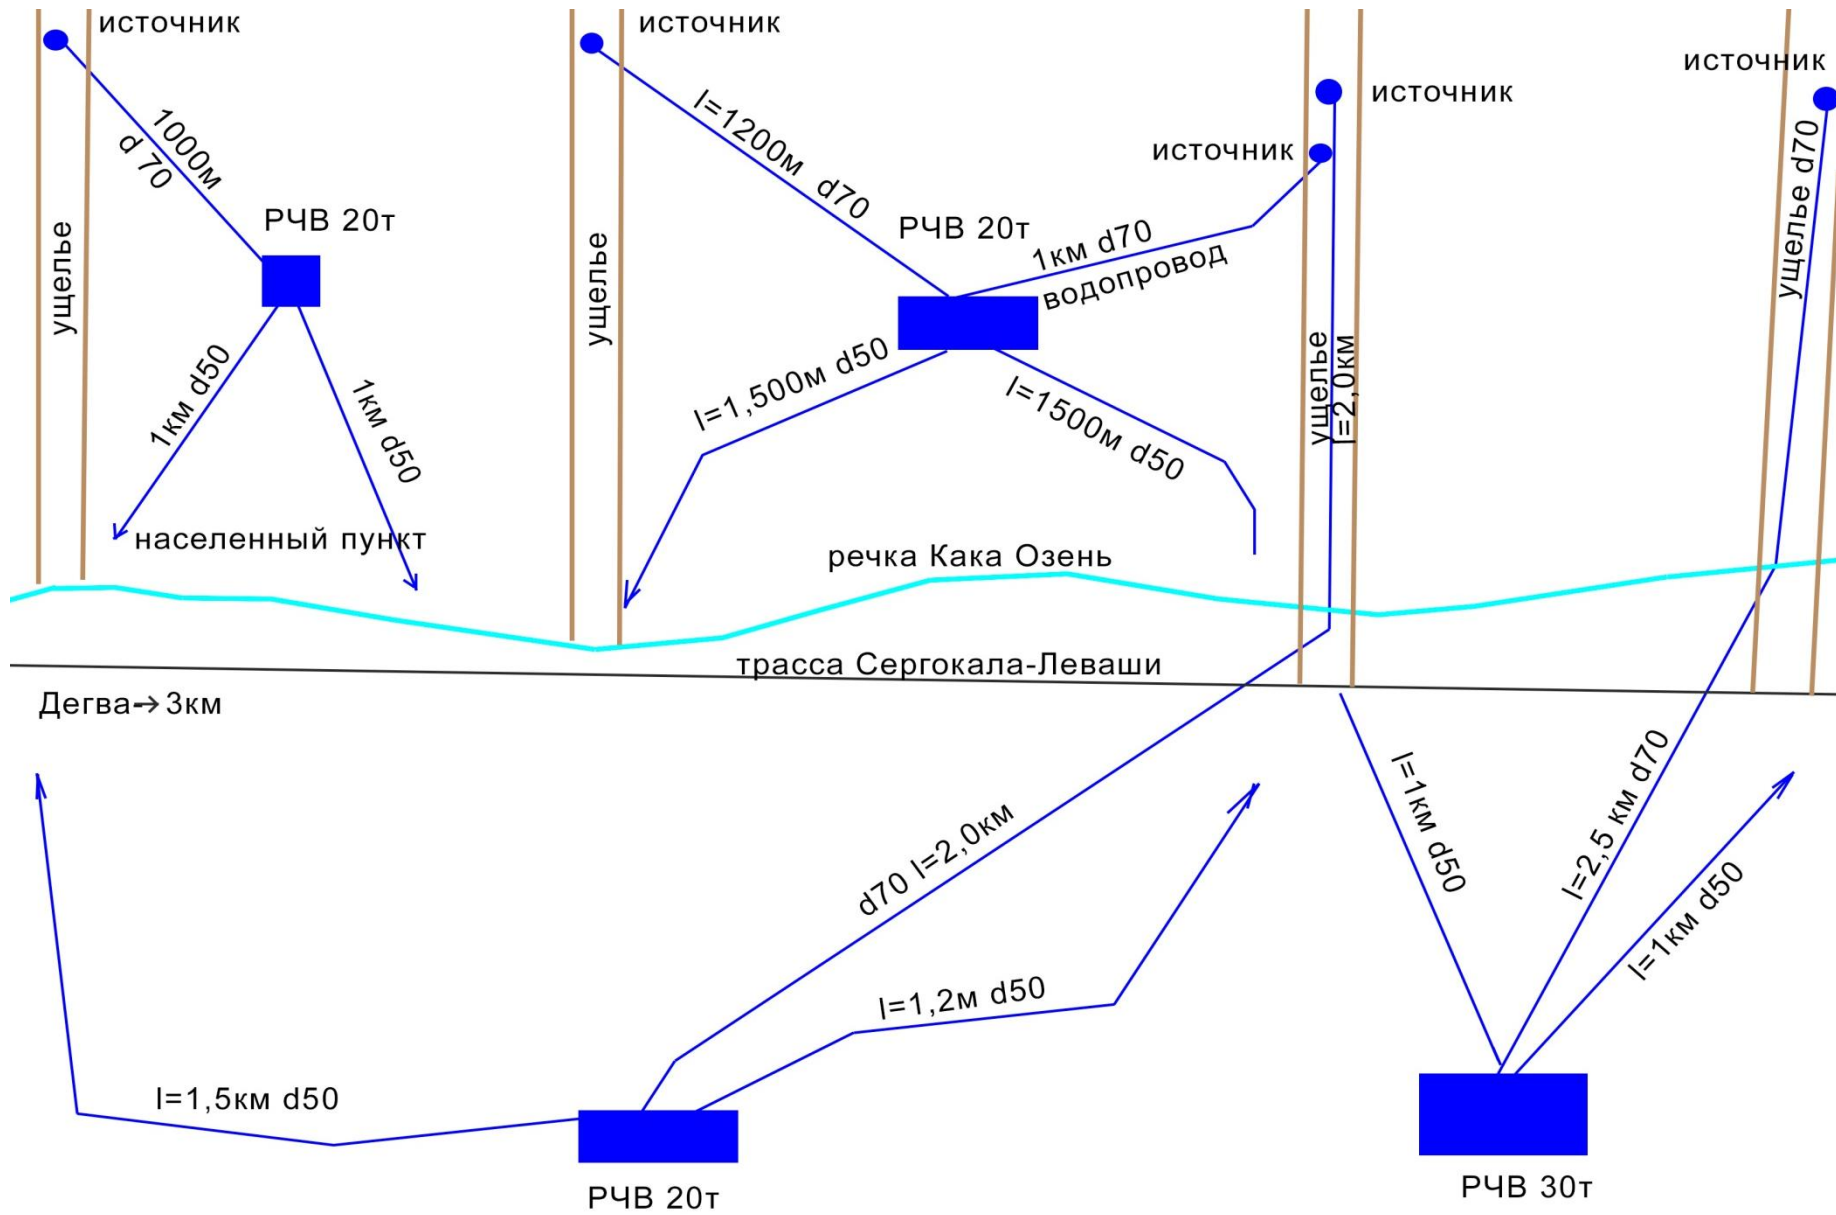 источник
источник
источник
источник
источник
1000м
d 70
l=1200м d70
РЧВ 20т
РЧВ 20т
1км d70
водопровод
ущелье
ущелье
ущелье
l=2,0км
ущелье d70
1км d50
1км d50
l=1,500м d50
l=1500м d50
населенный пункт
речка Кака Озень
трасса Сергокала-Леваши
Дегва→ 3км
d70 l=2,0км
l=1км d50
l=2,5 км d70
l=1км d50
l=1,2м d50
l=1,5км d50
РЧВ 20т
РЧВ 30т